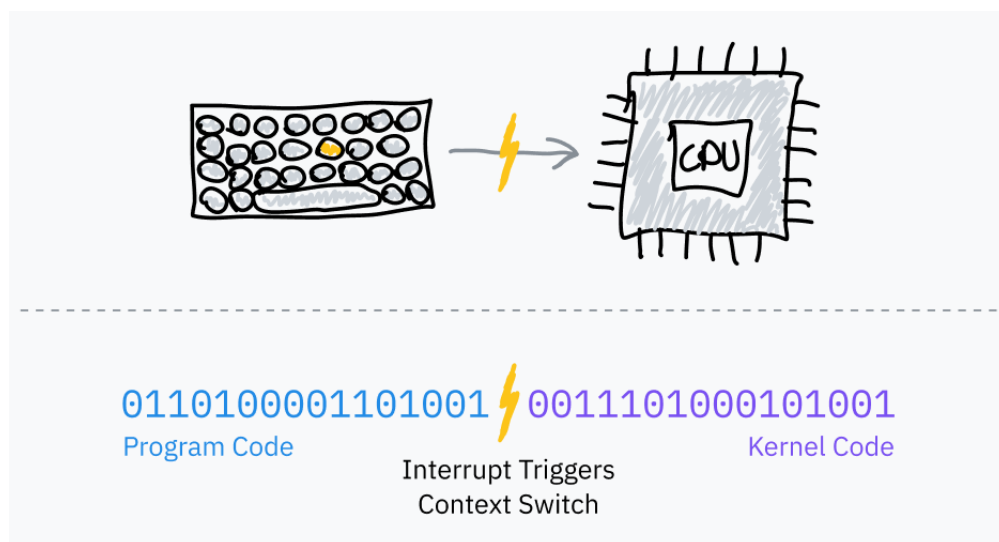 CPU
0110100001101001 0011101000101001
Program Code
Kernel Code
Interrupt Triggers
Context Switch